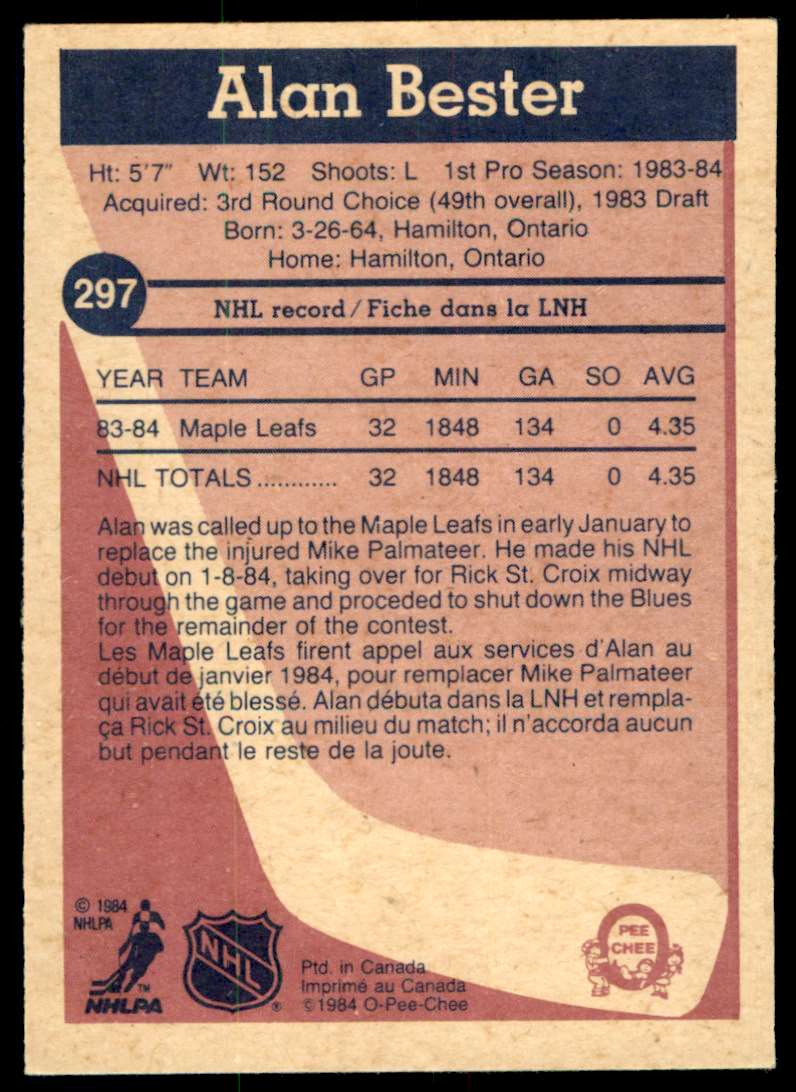 Alan Bester
Ht: 5'7" Wt: 152 Shoots: L 1st Pro Season: 1983-84
Acquired: 3rd Round Choice (49th overall), 1983 Draft
Born: 3-26-64, Hamilton, Ontario
Home: Hamilton, Ontario
297
NHL record/Fiche dans la LNH
YEAR TEAM GP MIN GA SO AVG
83-84 Maple Leafs 32 1848 134 0 4.35
NHL TOTALS ............ 32 1848 134 0 4.35
Alan was called up to the Maple Leafs in early January to
replace the injured Mike Palmateer. He made his NHL
debut on 1-8-84, taking over for Rick St. Croix midway
through the game and proceded to shut down the Blues
for the remainder of the contest.
Les Maple Leafs firent appel aux services d'Alan au
début de janvier 1984, pour remplacer Mike Palmateer
qui avait été blessé. Alan débuta dans la LNH et rempla-
ça Rick St. Croix au milieu du match; il n'accorda aucun
but pendant le reste de la joute.
© 1984
NHLPA
TM
NHLPA
NHL
®
Ptd. in Canada
Imprimé au Canada
©1984 O-Pee-Chee
PEE
CHEE